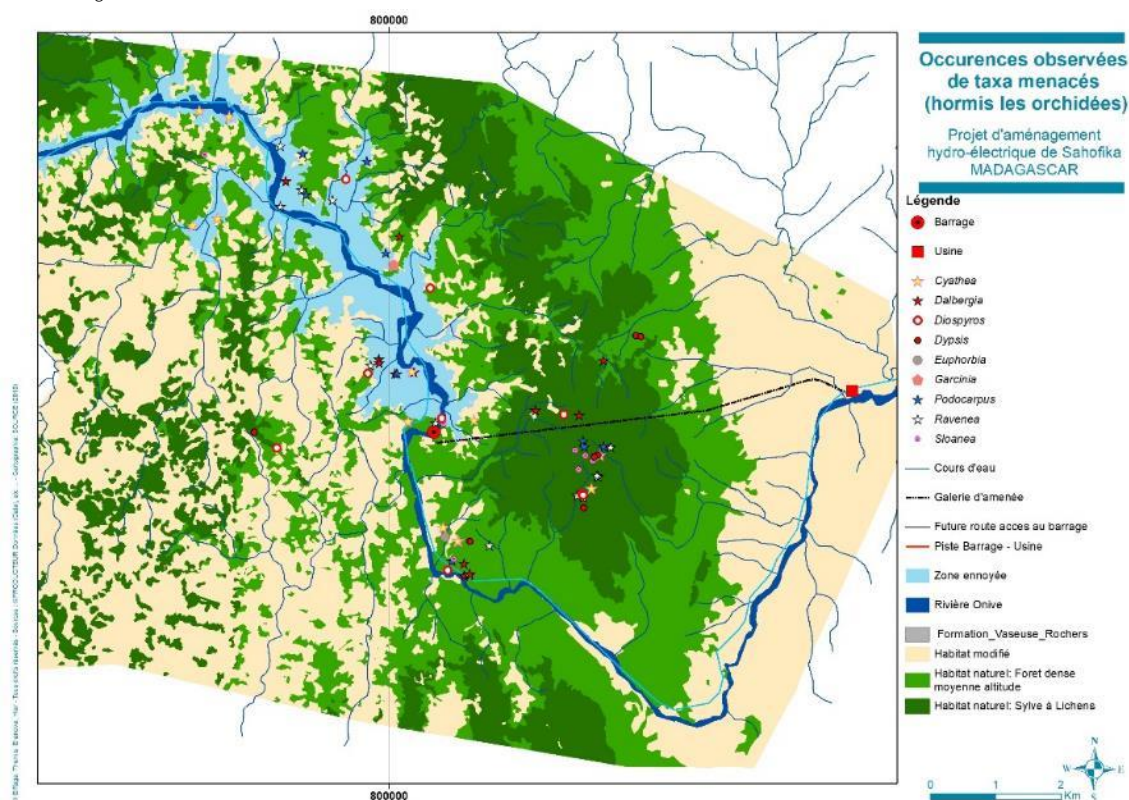 800000
Occurences observées
de taxa menacés
(hormis les orchidées)
Projet d'aménagement
hydro-électrique de Sahofika
MADAGASCAR
Légende
Barrage
Usine
Cyathea
Dalbergia
Diospyros
Dypsis
Euphorbia
Garcinia
Podocarpus
Ravenea
Sloanea
Cours d'eau
Galerie d'amenée
Future route acces au barrage
Piste Barrage - Usine
Zone ennoyée
Rivière Onive
Formation_Vaseuse_Rochers
Habitat modifié
Habitat naturel: Foret dense
moyenne altitude
Habitat naturel: Sylve à Lichens
N
W
E
S
0 1 2
Km
800000